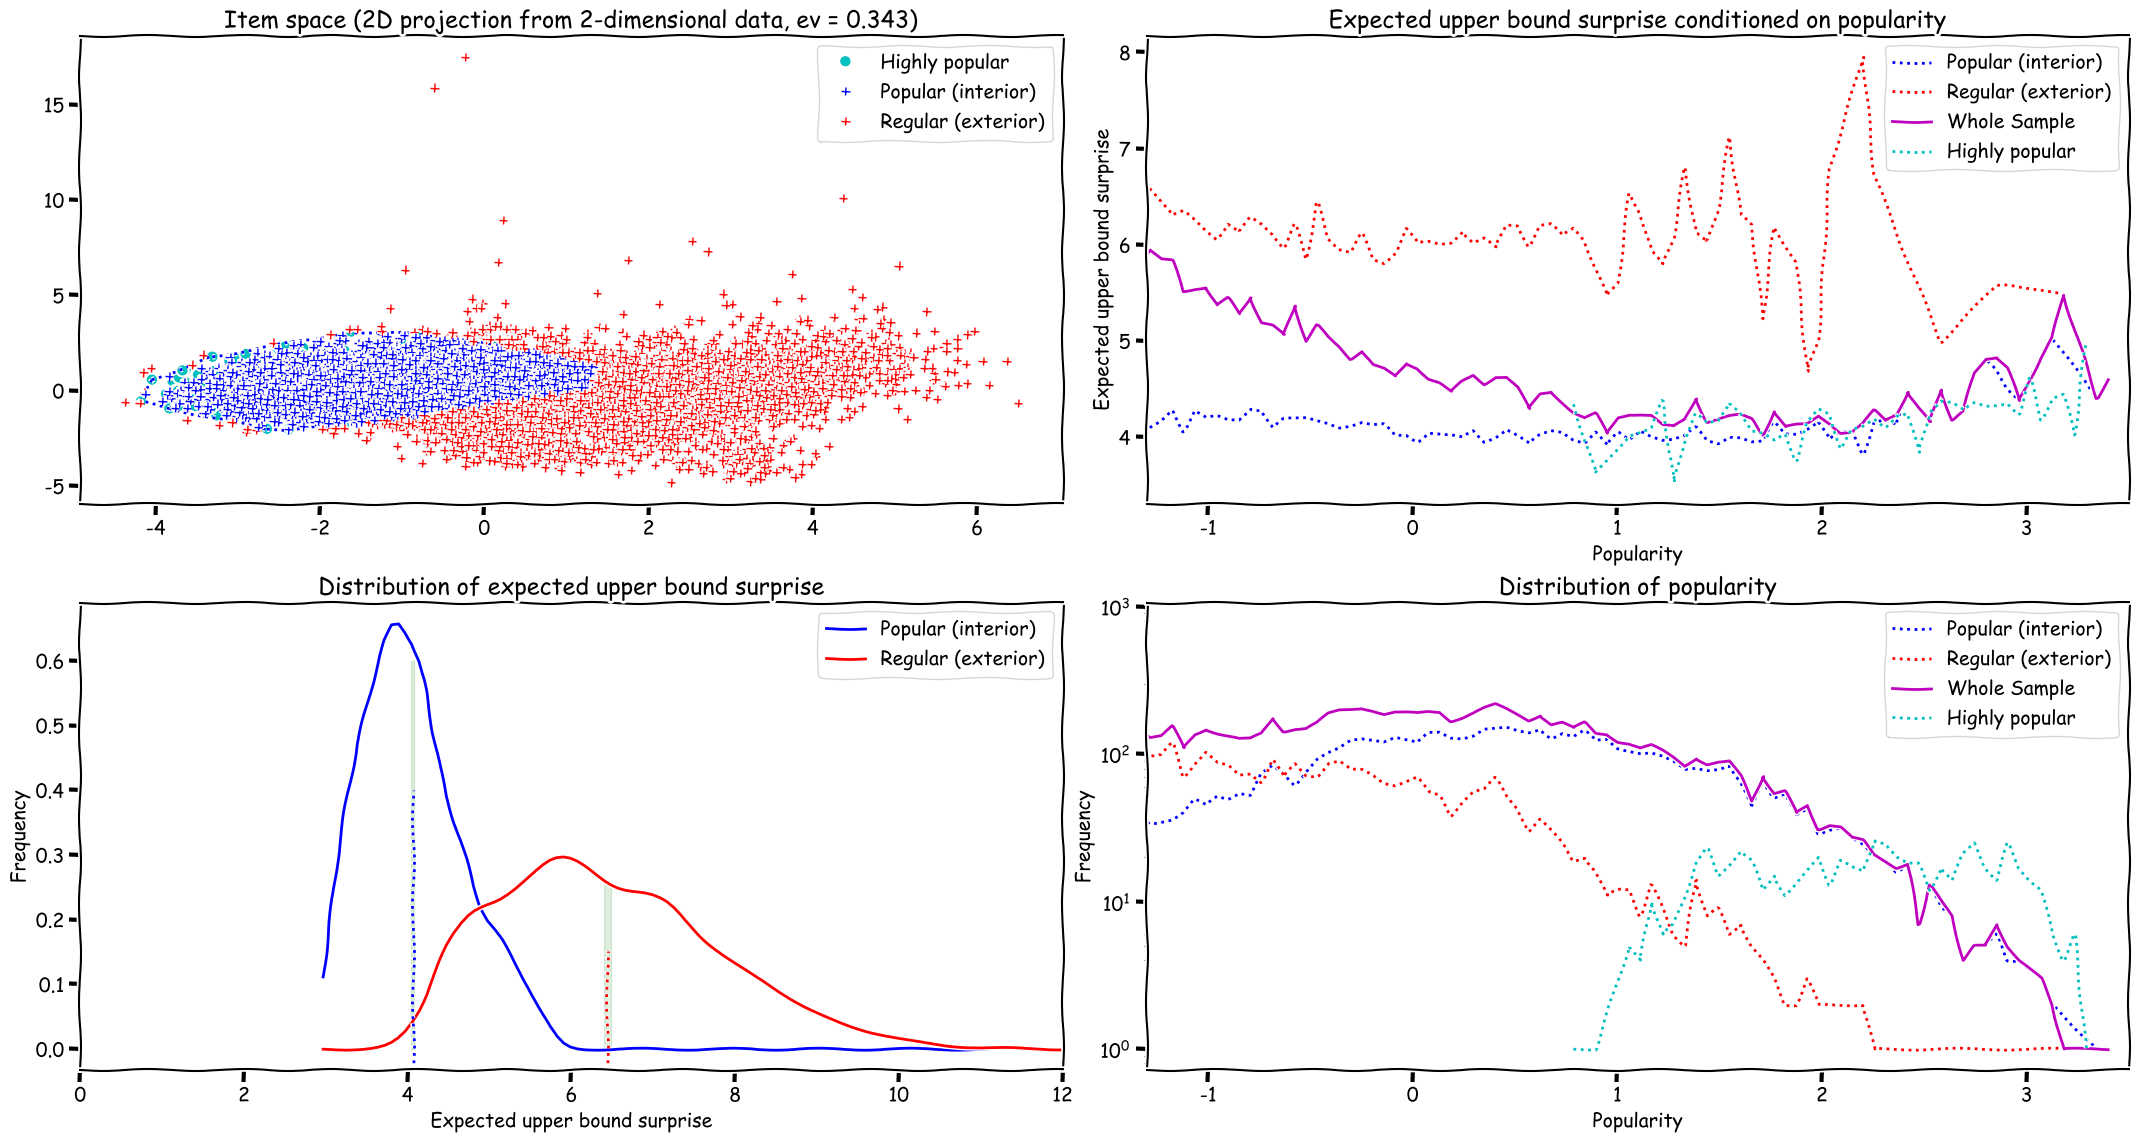 Item space (2D projection from 2-dimensional data, ev = 0.343)
Highly popular
Popular (interior)
Regular (exterior)
15
10
5
0
-5
-4
-2
0
2
4
6
Expected upper bound surprise conditioned on popularity
Popular (interior)
Regular (exterior)
Whole Sample
Highly popular
Expected upper bound surprise
8
7
6
5
4
-1
0
1
2
3
Popularity
Distribution of expected upper bound surprise
Popular (interior)
Regular (exterior)
Frequency
0.6
0.5
0.4
0.3
0.2
0.1
0.0
0
2
4
6
8
10
12
Expected upper bound surprise
Distribution of popularity
Popular (interior)
Regular (exterior)
Whole Sample
Highly popular
Frequency
10³
10²
10¹
10⁰
-1
0
1
2
3
Popularity